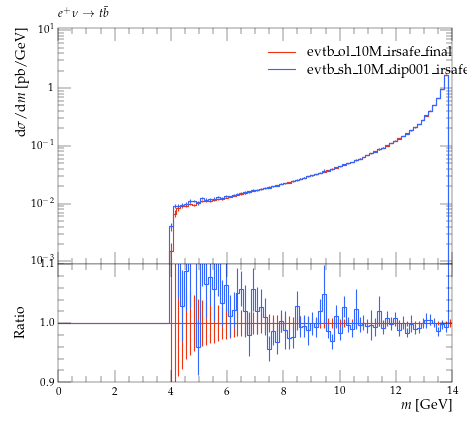 e⁺ν → tb̄
dσ/dm [pb/GeV]
10¹
1
10⁻¹
10⁻²
10⁻³
evtb_ol_10M_irsafe_final
evtb_sh_10M_dip001_irsafe
Ratio
1.1
1.0
0.9
0 2 4 6 8 10 12 14
m [GeV]